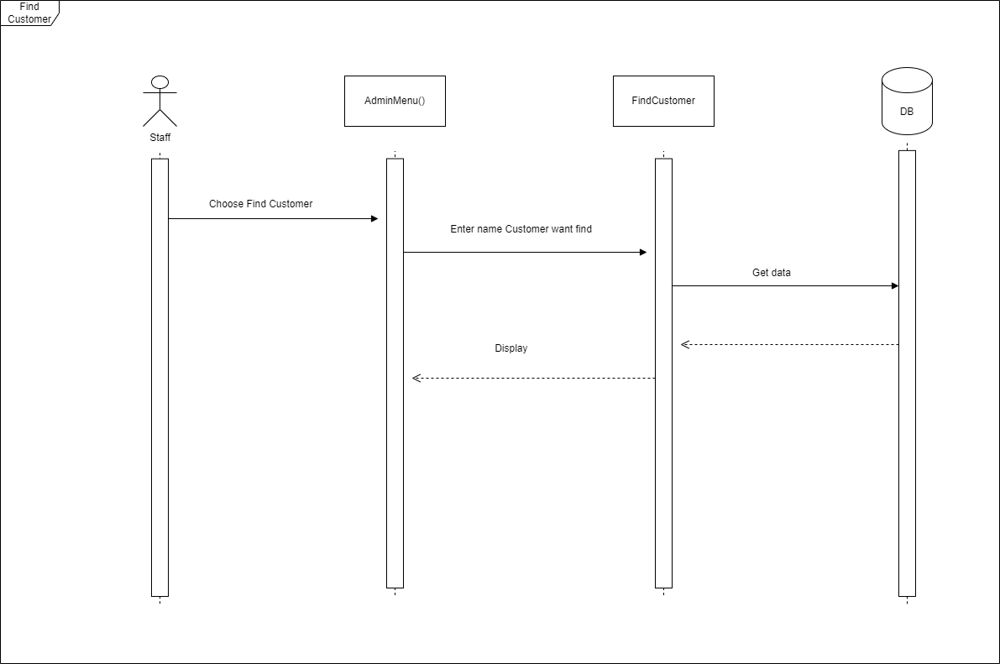 Find
Customer
Staff
AdminMenu()
FindCustomer
DB
Choose Find Customer
Enter name Customer want find
Get data
Display